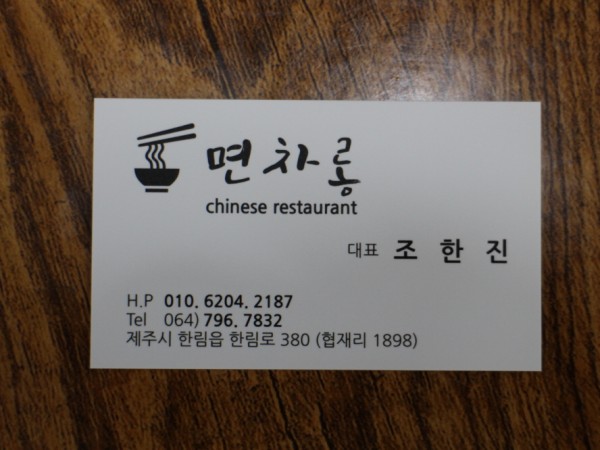 면차롱
chinese restaurant
대표 조 한 진
H.P 010. 6204. 2187
Tel 064) 796. 7832
제주시 한림읍 한림로 380 (협재리 1898)